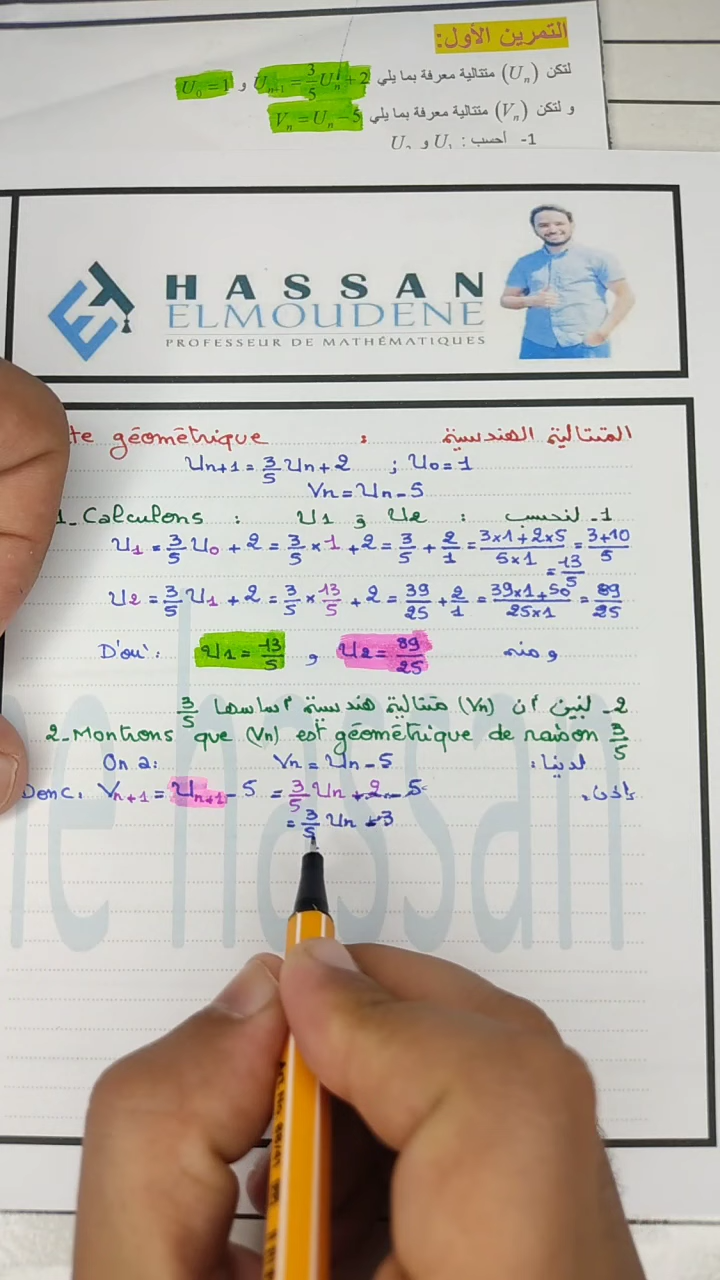 التمرين الأول:
لتكن (Uₙ) متتالية معرفة بما يلي Uₙ₊₁ = 3/5 Uₙ + 2 و U₀ = 1
و لتكن (Vₙ) متتالية معرفة بما يلي Vₙ = Uₙ - 5
1- أحسب : U₁ و U₂
HASSAN
ELMOUDENE
PROFESSEUR DE MATHÉMATIQUES
te géométrique : المتتالية الهندسية
Uₙ₊₁ = 3/5 Uₙ + 2 ; U₀ = 1
Vₙ = Uₙ - 5
1- Calculons : U₁ و U₂ : 1- لنحسب
U₁ = 3/5 U₀ + 2 = 3/5 × 1 + 2 = 3/5 + 2/1 = (3×1+2×5)/(5×1) = (3+10)/5
= 13/5
U₂ = 3/5 U₁ + 2 = 3/5 × 13/5 + 2 = 39/25 + 2/1 = (39×1+50)/(25×1) = 89/25
D'où : U₁ = 13/5 , U₂ = 89/25 ومنه
2- لنبين أن (Vₙ) متتالية هندسية أساسها 3/5
2- Montrons que (Vₙ) est géométrique de raison 3/5
On a : Vₙ = Uₙ - 5 لدينا :
Donc : Vₙ₊₁ = Uₙ₊₁ - 5 = 3/5 Uₙ + 2 - 5 إذن :
= 3/5 Uₙ - 3
ne hassan